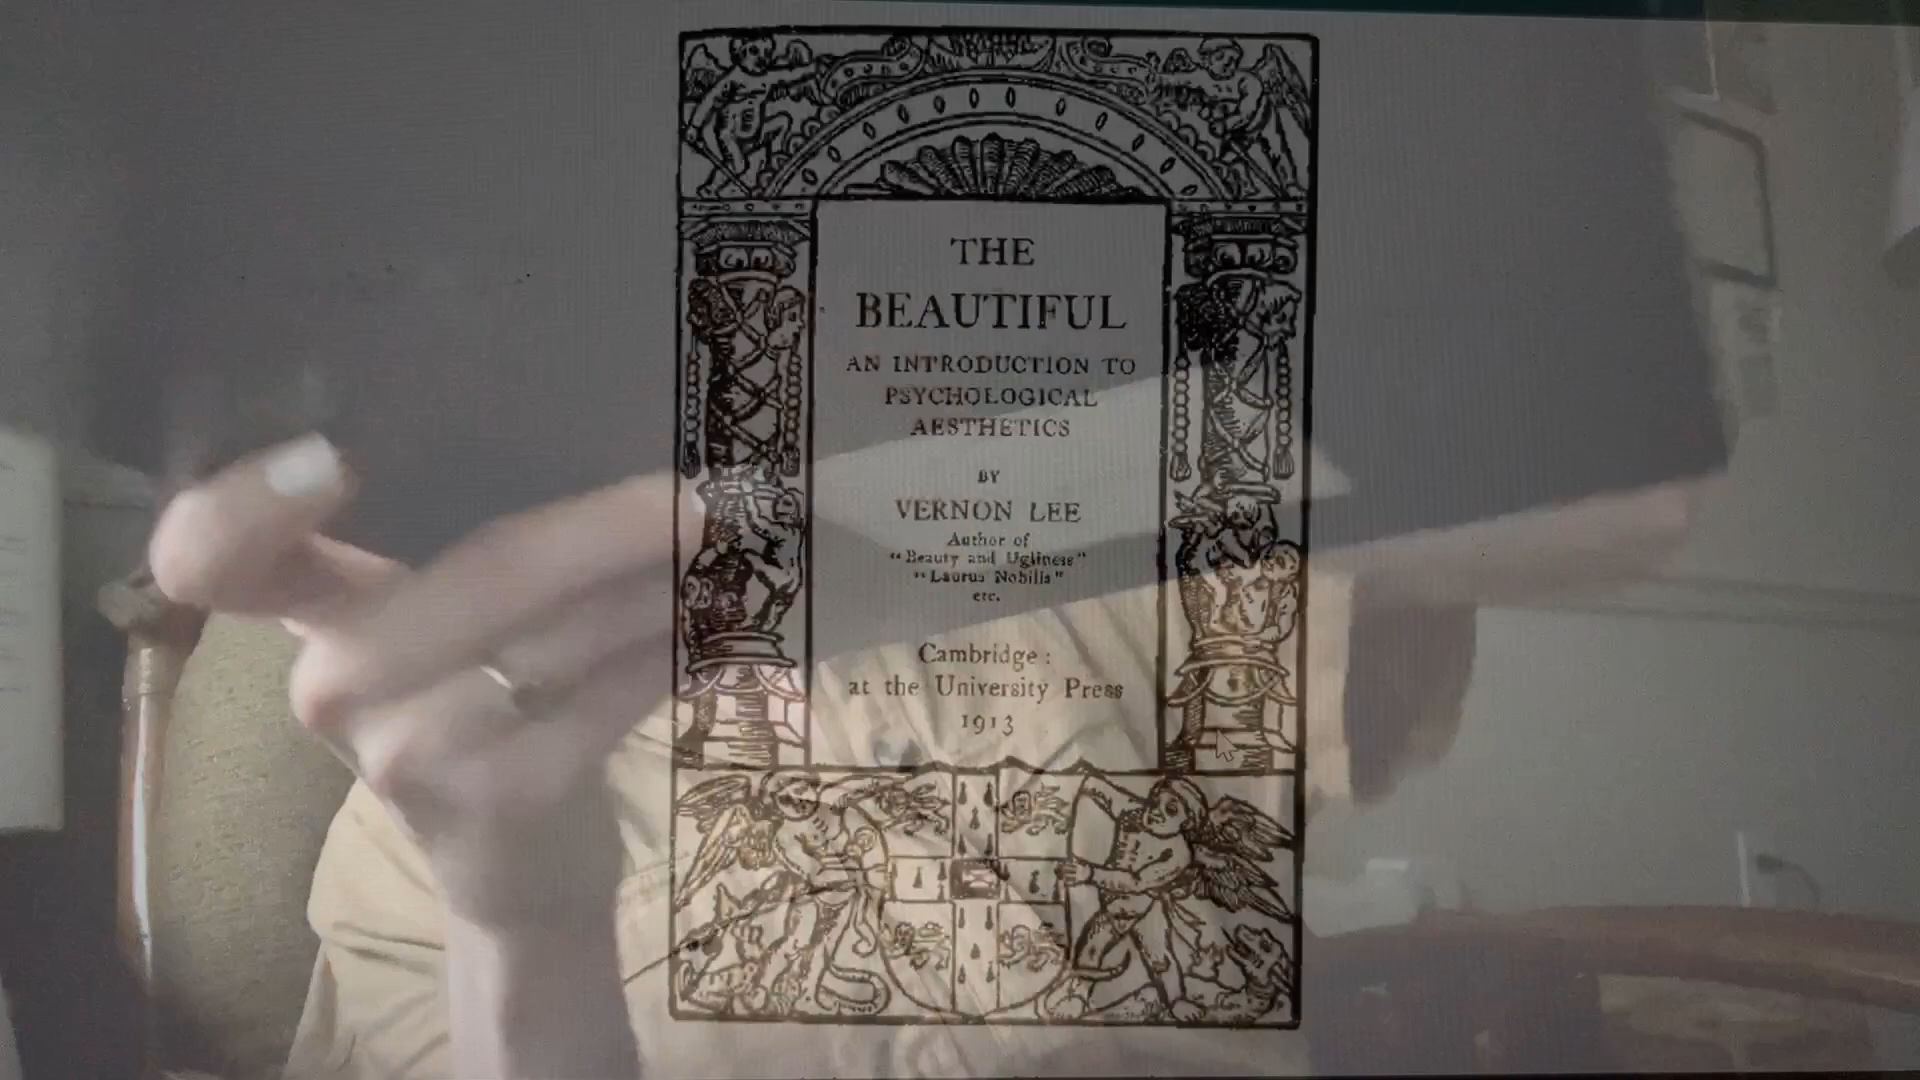 THE
BEAUTIFUL
AN INTRODUCTION TO
PSYCHOLOGICAL
AESTHETICS
BY
VERNON LEE
Author of
"Beauty and Ugliness"
"Laurus Nobilis"
etc.
Cambridge :
at the University Press
1913